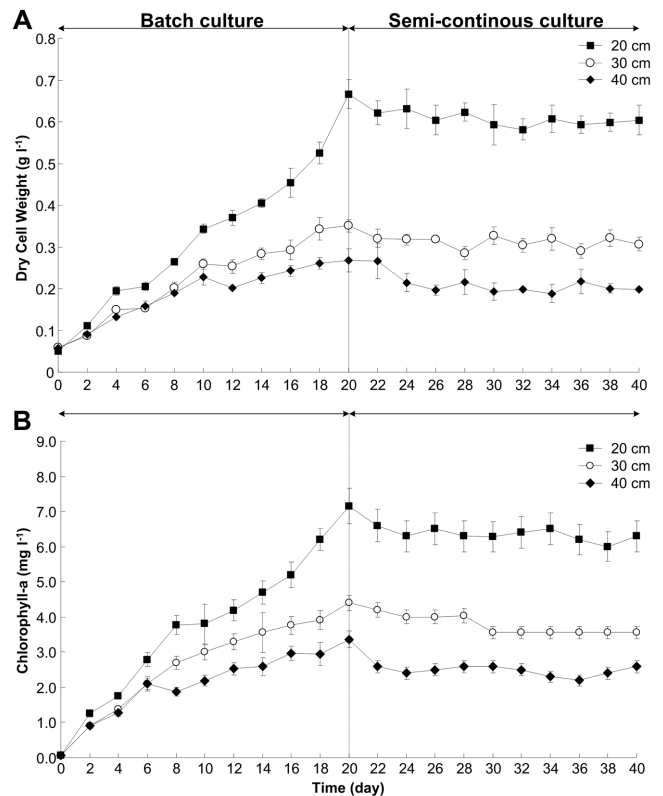 A
Batch culture
Semi-continous culture
20 cm
30 cm
40 cm
Dry Cell Weight (g l-1)
0.8
0.7
0.6
0.5
0.4
0.3
0.2
0.1
0
0 2 4 6 8 10 12 14 16 18 20 22 24 26 28 30 32 34 36 38 40
B
20 cm
30 cm
40 cm
Chlorophyll-a (mg l-1)
9.0
8.0
7.0
6.0
5.0
4.0
3.0
2.0
1.0
0.0
0 2 4 6 8 10 12 14 16 18 20 22 24 26 28 30 32 34 36 38 40
Time (day)